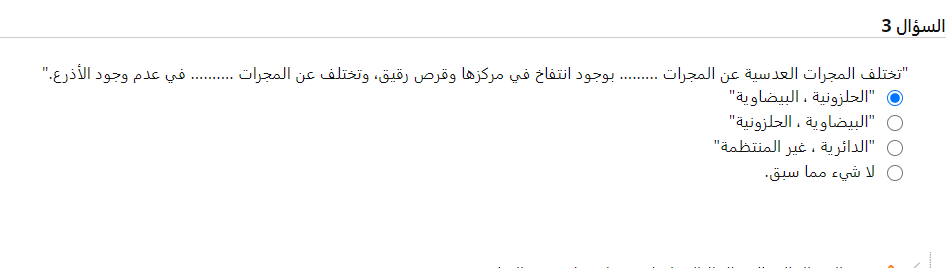 السؤال 3
"تختلف المجرات العدسية عن المجرات ......... بوجود انتفاخ في مركزها وقرص رقيق، وتختلف عن المجرات .......... في عدم وجود الأذرع."
"الحلزونية ، البيضاوية"
"البيضاوية ، الحلزونية"
"الدائرية ، غير المنتظمة"
لا شيء مما سبق.